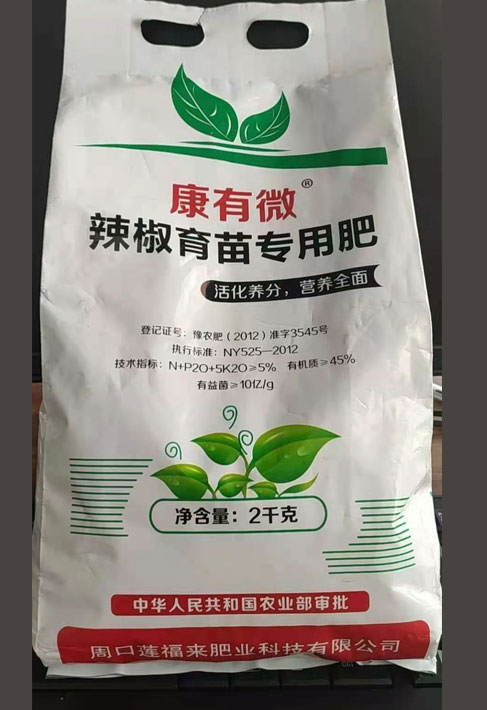 康有微®
辣椒育苗专用肥
活化养分，营养全面
登记证号：豫农肥（2012）准字3545号
执行标准：NY525—2012
技术指标：N+P2O+5K2O≥5% 有机质≥45%
有益菌≥10亿/g
净含量：2千克
中华人民共和国农业部审批
周口莲福来肥业科技有限公司